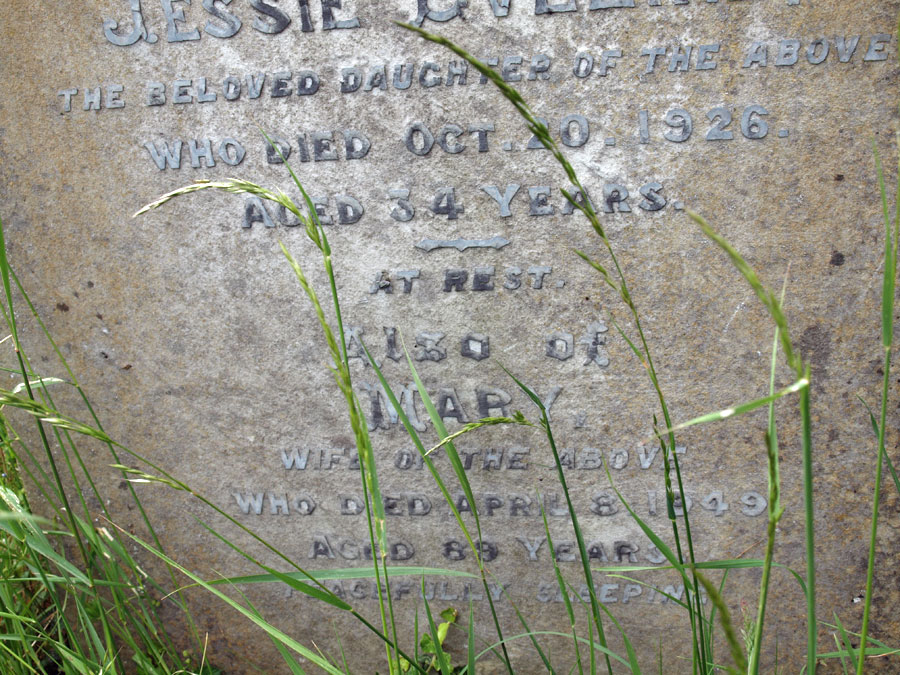 JESSIE
THE BELOVED DAUGHTER OF THE ABOVE
WHO DIED OCT. 20. 1926.
AGED 34 YEARS.
AT REST.
Also of
MARY,
WIFE OF THE ABOVE
WHO DIED APRIL 8 1949
AGED 89 YEARS
PEACEFULLY SLEEPING